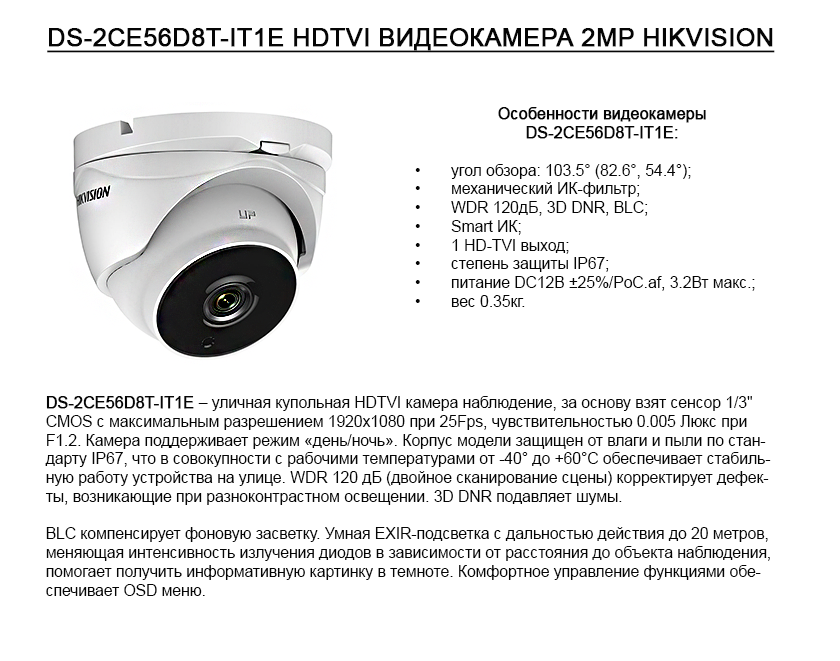 DS-2CE56D8T-IT1E HDTVI ВИДЕОКАМЕРА 2MP HIKVISION
HIKVISION
UP
Особенности видеокамеры
DS-2CE56D8T-IT1E:
• угол обзора: 103.5° (82.6°, 54.4°);
• механический ИК-фильтр;
• WDR 120дБ, 3D DNR, BLC;
• Smart ИК;
• 1 HD-TVI выход;
• степень защиты IP67;
• питание DC12В ±25%/PoC.af, 3.2Вт макс.;
• вес 0.35кг.
DS-2CE56D8T-IT1E – уличная купольная HDTVI камера наблюдение, за основу взят сенсор 1/3"
CMOS с максимальным разрешением 1920x1080 при 25Fps, чувствительностью 0.005 Люкс при
F1.2. Камера поддерживает режим «день/ночь». Корпус модели защищен от влаги и пыли по стан-
дарту IP67, что в совокупности с рабочими температурами от -40° до +60°С обеспечивает стабиль-
ную работу устройства на улице. WDR 120 дБ (двойное сканирование сцены) корректирует дефек-
ты, возникающие при разноконтрастном освещении. 3D DNR подавляет шумы.
BLC компенсирует фоновую засветку. Умная EXIR-подсветка с дальностью действия до 20 метров,
меняющая интенсивность излучения диодов в зависимости от расстояния до объекта наблюдения,
помогает получить информативную картинку в темноте. Комфортное управление функциями обе-
спечивает OSD меню.